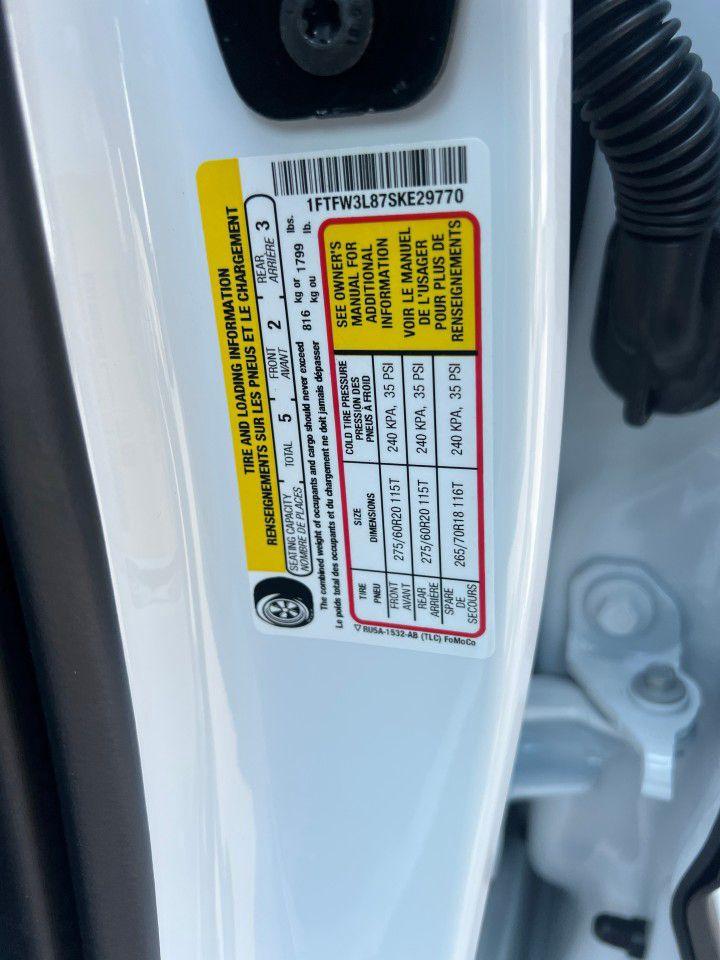 1FTFW3L87SKE29770
TIRE AND LOADING INFORMATION
RENSEIGNEMENTS SUR LES PNEUS ET LE CHARGEMENT
SEATING CAPACITY TOTAL 5 FRONT 2 REAR 3
NOMBRE DE PLACES AVANT ARRIÈRE
The combined weight of occupants and cargo should never exceed 816 kg or 1799 lbs.
Le poids total des occupants et du chargement ne doit jamais dépasser kg ou lb.
TIRE SIZE COLD TIRE PRESSURE
PNEU DIMENSIONS PRESSION DES
PNEUS À FROID
FRONT 275/60R20 115T 240 KPA, 35 PSI
AVANT
REAR 275/60R20 115T 240 KPA, 35 PSI
ARRIÈRE
SPARE 265/70R18 116T 240 KPA, 35 PSI
DE
SECOURS
SEE OWNER'S
MANUAL FOR
ADDITIONAL
INFORMATION
VOIR LE MANUEL
DE L'USAGER
POUR PLUS DE
RENSEIGNEMENTS
RU5A-1532-AB (TLC) FoMoCo